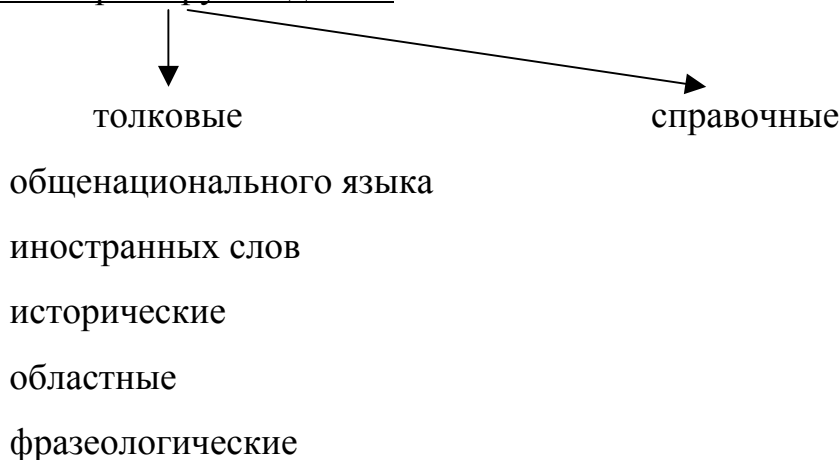 толковые справочные
общенационального языка
иностранных слов
исторические
областные
фразеологические